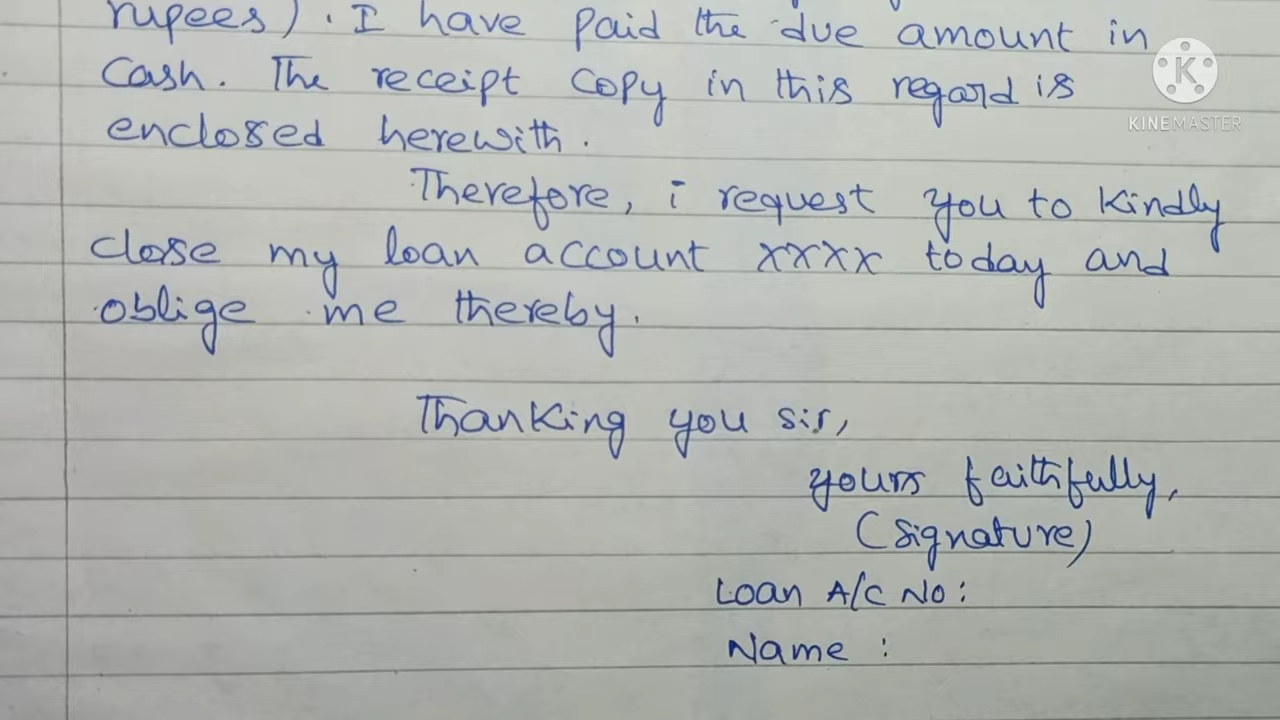 rupees). I have paid the due amount in
Cash. The receipt copy in this regard is
enclosed herewith.
Therefore, i request you to kindly
close my loan account xxxx today and
oblige me thereby.
Thanking you sir,
yours faithfully,
(Signature)
Loan A/C No:
Name :
K
KINEMASTER